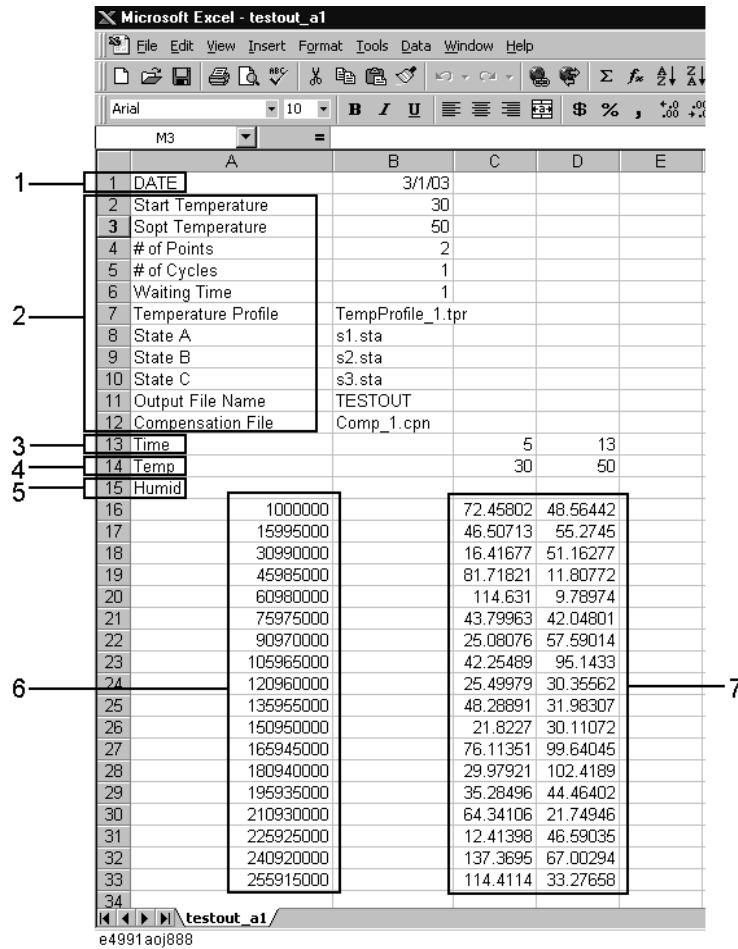 Microsoft Excel - testout_a1
File Edit View Insert Format Tools Data Window Help
Arial 10 B I U $ % ,
M3 =
A B C D E
1 1 DATE 3/1/03
2 Start Temperature 30
3 Sopt Temperature 50
4 # of Points 2
5 # of Cycles 1
6 Waiting Time 1
2 7 Temperature Profile TempProfile_1.tpr
8 State A s1.sta
9 State B s2.sta
10 State C s3.sta
11 Output File Name TESTOUT
12 Compensation File Comp_1.cpn
3 13 Time 5 13
4 14 Temp 30 50
5 15 Humid
16 1000000 72.45802 48.56442
17 15995000 46.50713 55.2745
18 30990000 16.41677 51.16277
19 45985000 81.71821 11.80772
20 60980000 114.631 9.78974
21 75975000 43.79963 42.04801
22 90970000 25.08076 57.59014
23 105965000 42.25489 95.1433
6 24 120960000 25.49979 30.35562 7
25 135955000 48.28891 31.98307
26 150950000 21.8227 30.11072
27 165945000 76.11351 99.64045
28 180940000 29.97921 102.4189
29 195935000 35.28496 44.46402
30 210930000 64.34106 21.74946
31 225925000 12.41398 46.59035
32 240920000 137.3695 67.00294
33 255915000 114.4114 33.27658
34
testout_a1
e4991aoj888